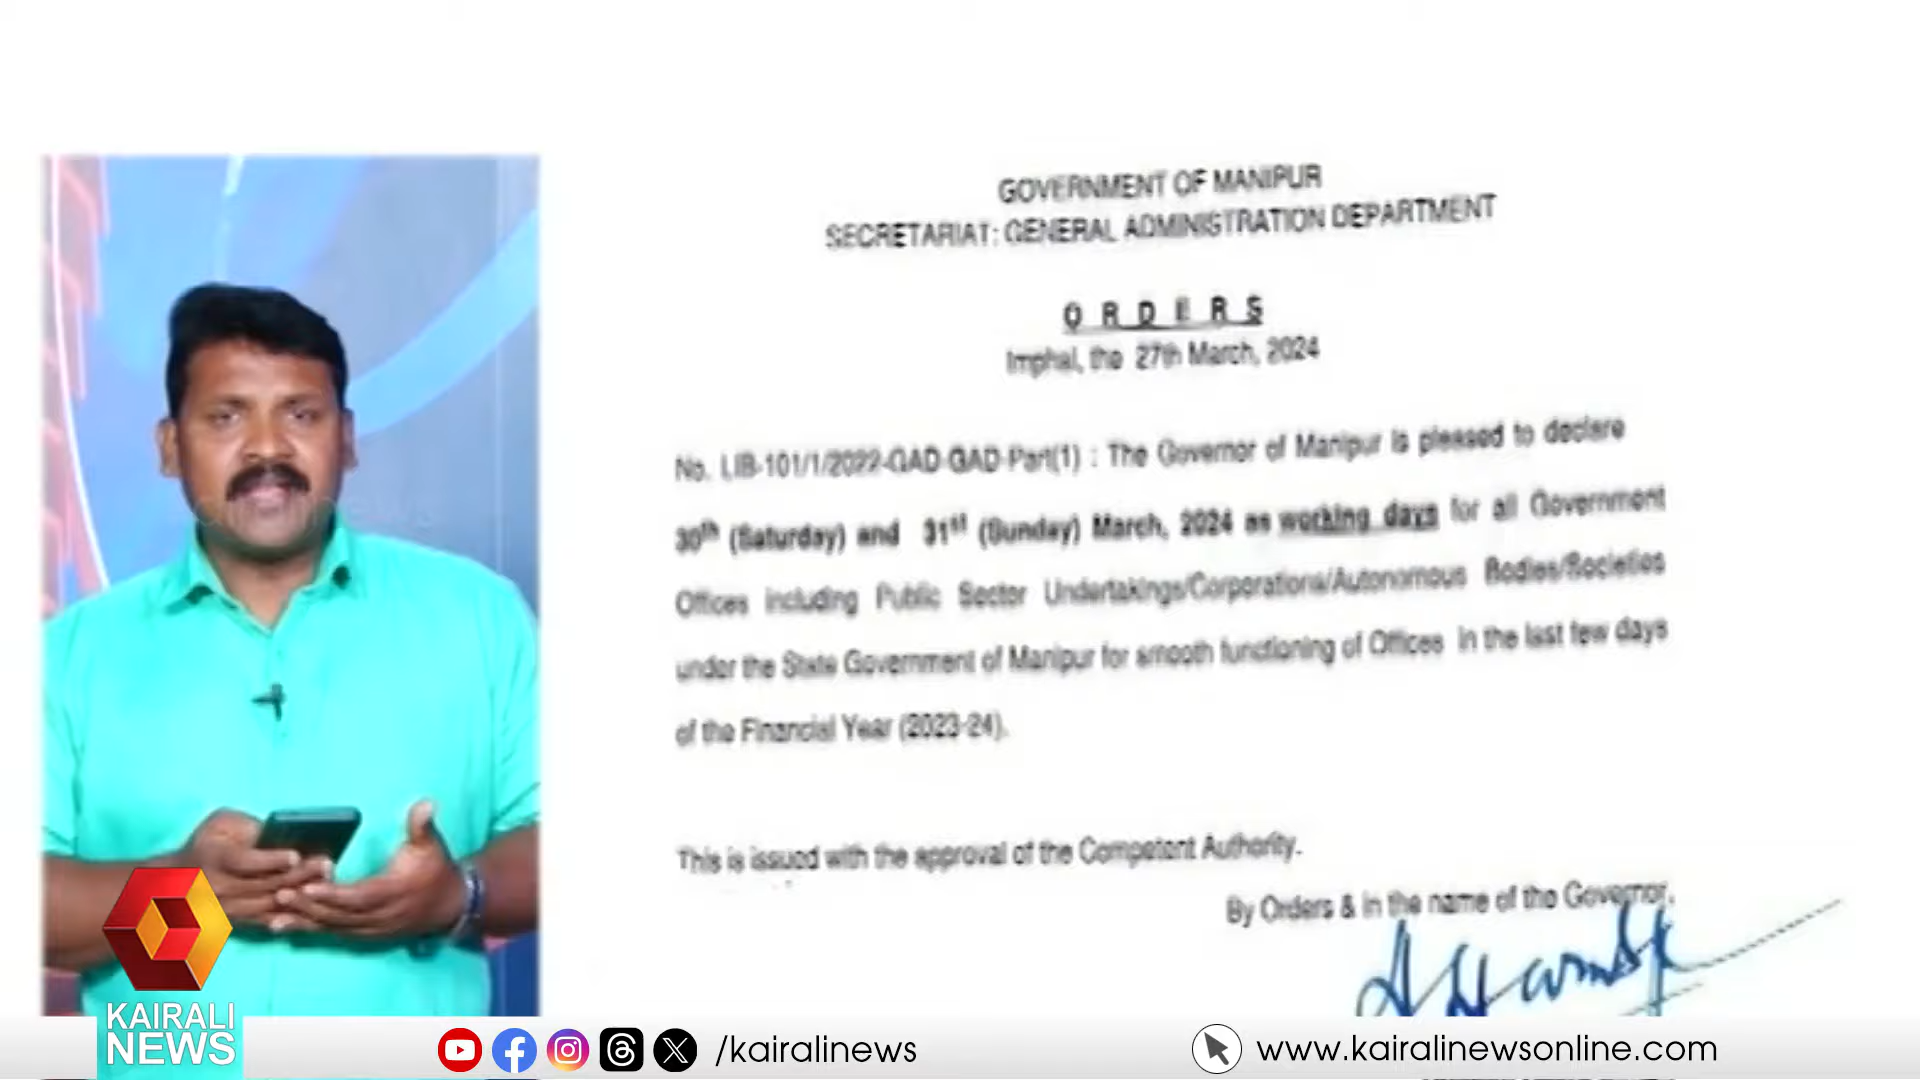 GOVERNMENT OF MANIPUR
SECRETARIAT: GENERAL ADMINISTRATION DEPARTMENT
O R D E R S
Imphal, the 27th March, 2024
No. LIB-101/1/2022-GAD-GAD-Part(1) : The Governor of Manipur is pleased to declare
30th (Saturday) and 31st (Sunday) March, 2024 as working days for all Government
Offices including Public Sector Undertakings/Corporations/Autonomous Bodies/Societies
under the State Government of Manipur for smooth functioning of Offices in the last few days
of the Financial Year (2023-24).
This is issued with the approval of the Competent Authority.
By Orders & in the name of the Governor,
KAIRALI
NEWS
/kairalinews
www.kairalinewsonline.com